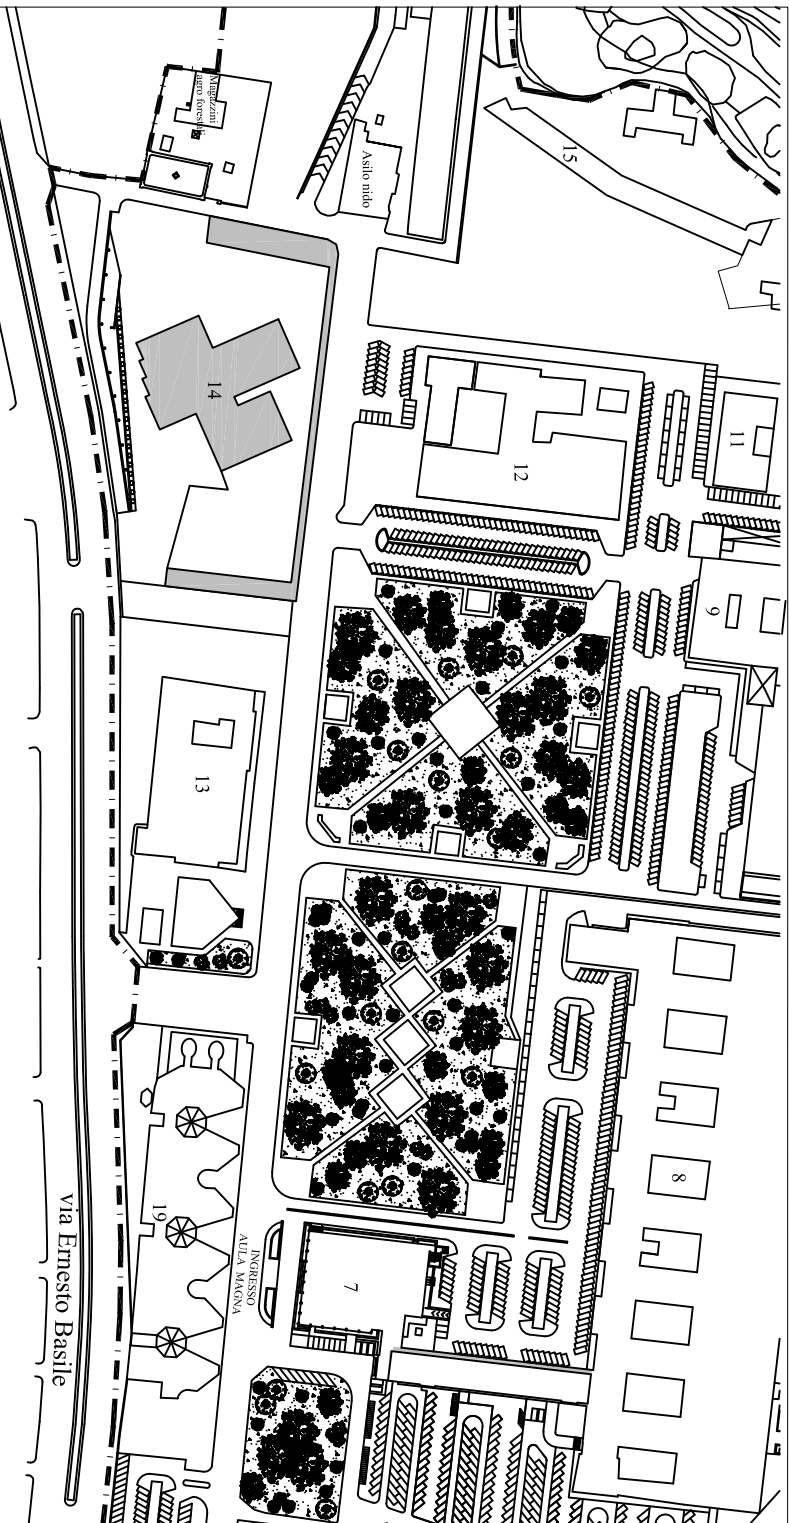 Magazzini
agro forestali
Asilo nido
15
14
12
11
9
13
8
7
19
INGRESSO
AULA MAGNA
via Ernesto Basile